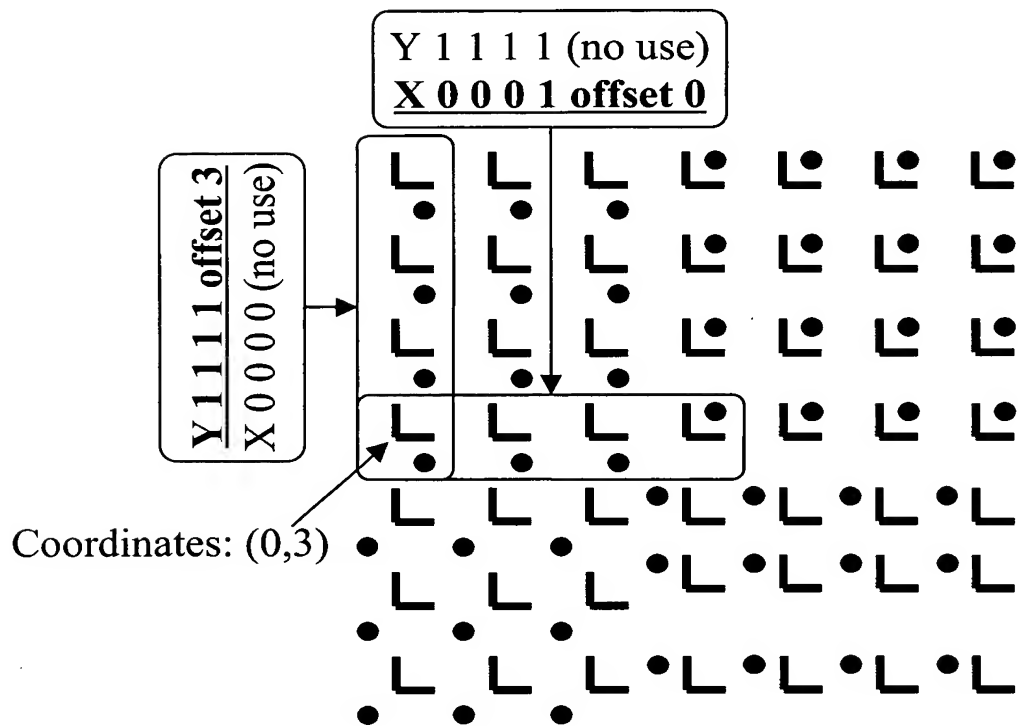 Y 1 1 1 1 (no use)
X 0 0 0 1 offset 0
Y 1 1 1 1 offset 3
X 0 0 0 0 (no use)
Coordinates: (0,3)